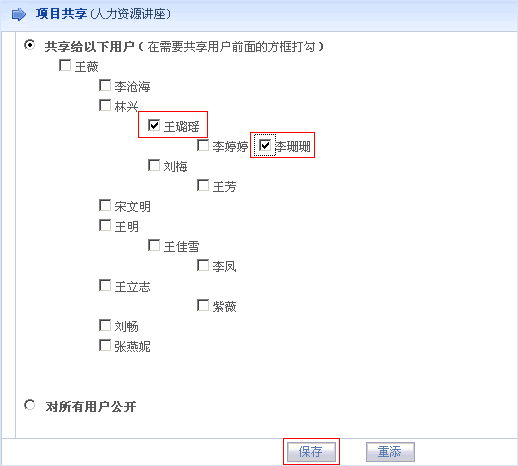 项目共享(人力资源讲座)
共享给以下用户(在需要共享用户前面的方框打勾)
王薇
李沧海
林兴
王璐瑶
李婷婷 李珊珊
刘梅
王芳
宋文明
王明
王佳雪
李凤
王立志
紫薇
刘畅
张燕妮
对所有用户公开
保存 重添